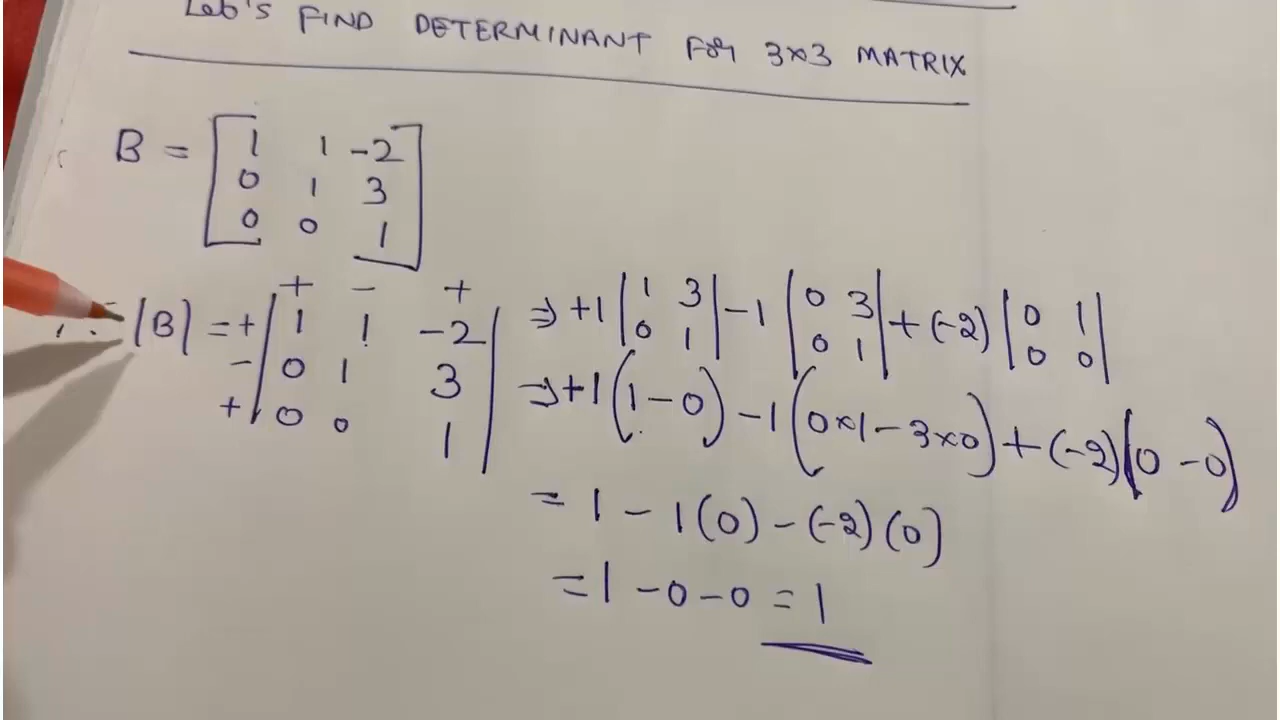 Let's FIND DETERMINANT FOR 3×3 MATRIX
B = [1 1 -2
0 1 3
0 0 1]
+ - +
|B| = + |1 1 -2| ⇒ +1 |1 3| -1 |0 3| + (-2) |0 1|
- |0 1 3| |0 1| |0 1| |0 0|
+ |0 0 1| ⇒ +1 (1-0) -1 (0×1-3×0) + (-2) (0-0)
= 1 - 1(0) - (-2)(0)
= 1 - 0 - 0 = 1